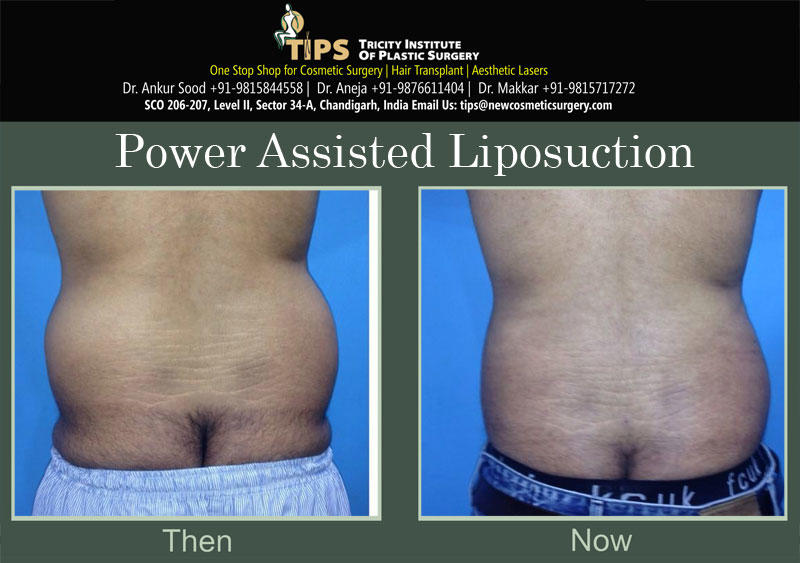 TIPS TRICITY INSTITUTE
OF PLASTIC SURGERY
One Stop Shop for Cosmetic Surgery | Hair Transplant | Aesthetic Lasers
Dr. Ankur Sood +91-9815844558 | Dr. Aneja +91-9876611404 | Dr. Makkar +91-9815717272
SCO 206-207, Level II, Sector 34-A, Chandigarh, India Email Us: tips@newcosmeticsurgery.com
Power Assisted Liposuction
fcuk
fcuk
Then
Now